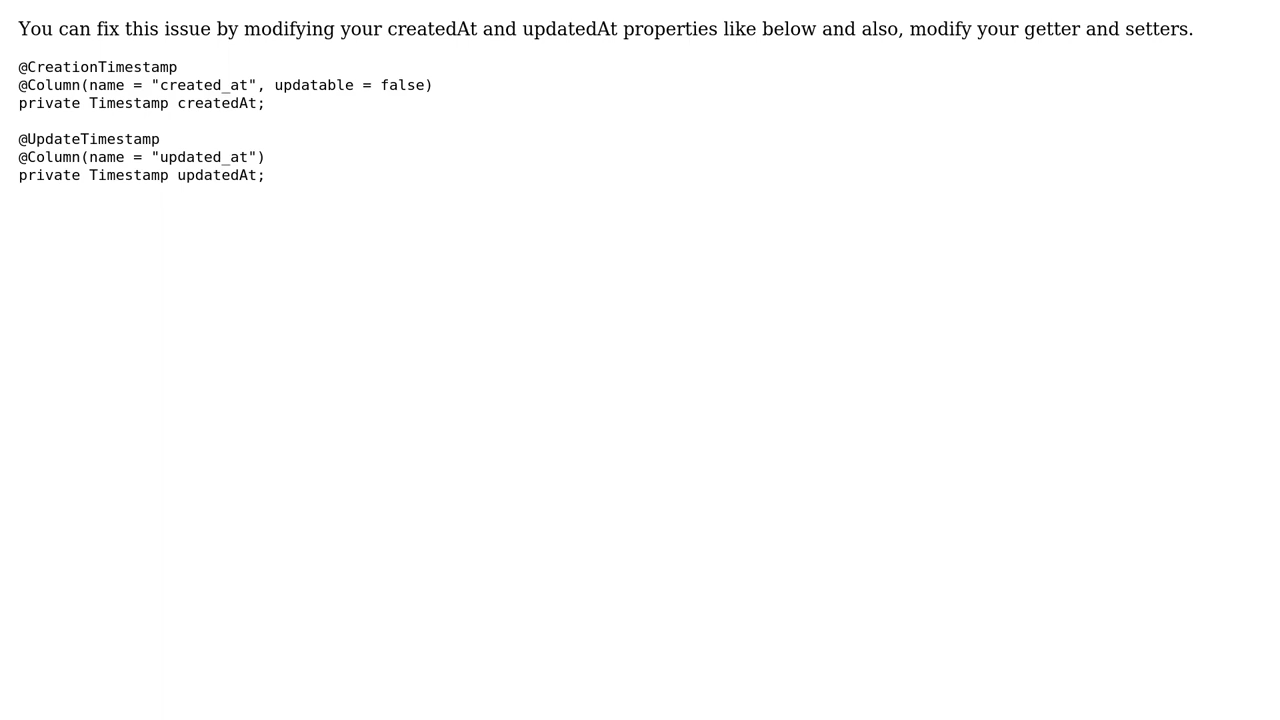 You can fix this issue by modifying your createdAt and updatedAt properties like below and also, modify your getter and setters.
@CreationTimestamp
@Column(name = "created_at", updatable = false)
private Timestamp createdAt;
@UpdateTimestamp
@Column(name = "updated_at")
private Timestamp updatedAt;